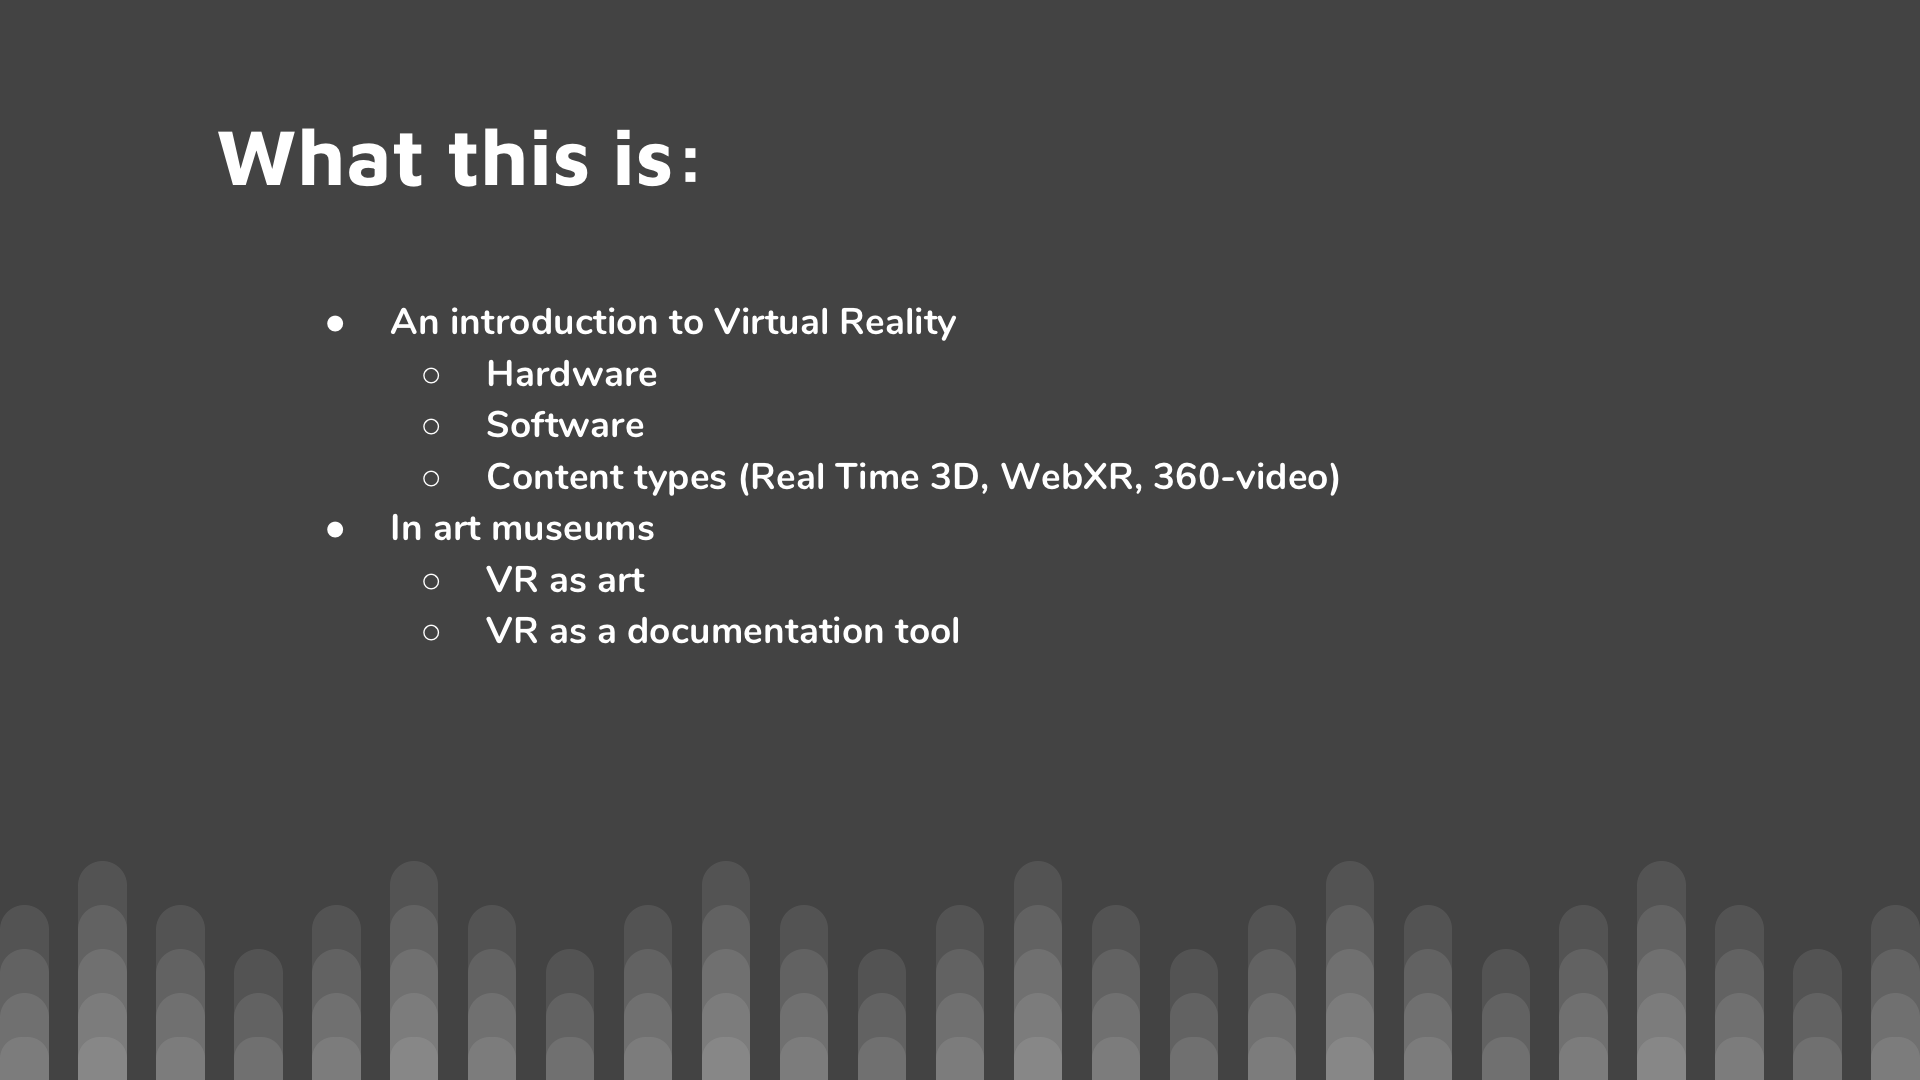 What this is:
● An introduction to Virtual Reality
○ Hardware
○ Software
○ Content types (Real Time 3D, WebXR, 360-video)
● In art museums
○ VR as art
○ VR as a documentation tool